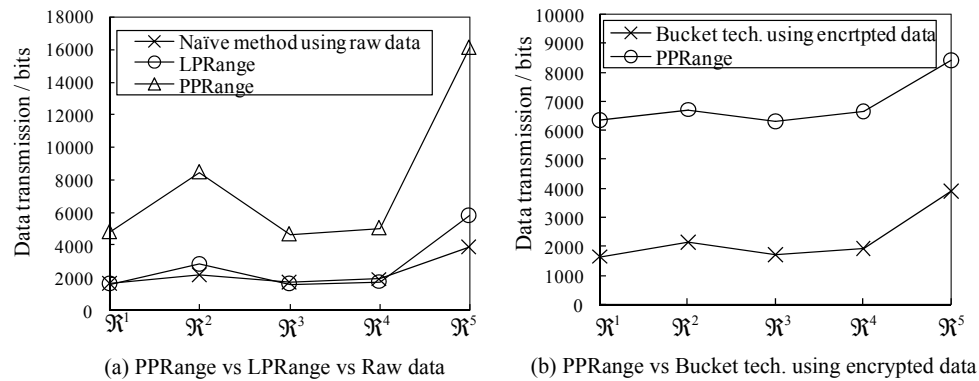 18000
16000
14000
12000
10000
8000
6000
4000
2000
0
Data transmission / bits
Naïve method using raw data
LPRange
PPRange
ℜ1 ℜ2 ℜ3 ℜ4 ℜ5
(a) PPRange vs LPRange vs Raw data
10000
9000
8000
7000
6000
5000
4000
3000
2000
1000
0
Data transmission / bits
Bucket tech. using encrtpted data
PPRange
ℜ1 ℜ2 ℜ3 ℜ4 ℜ5
(b) PPRange vs Bucket tech. using encrypted data